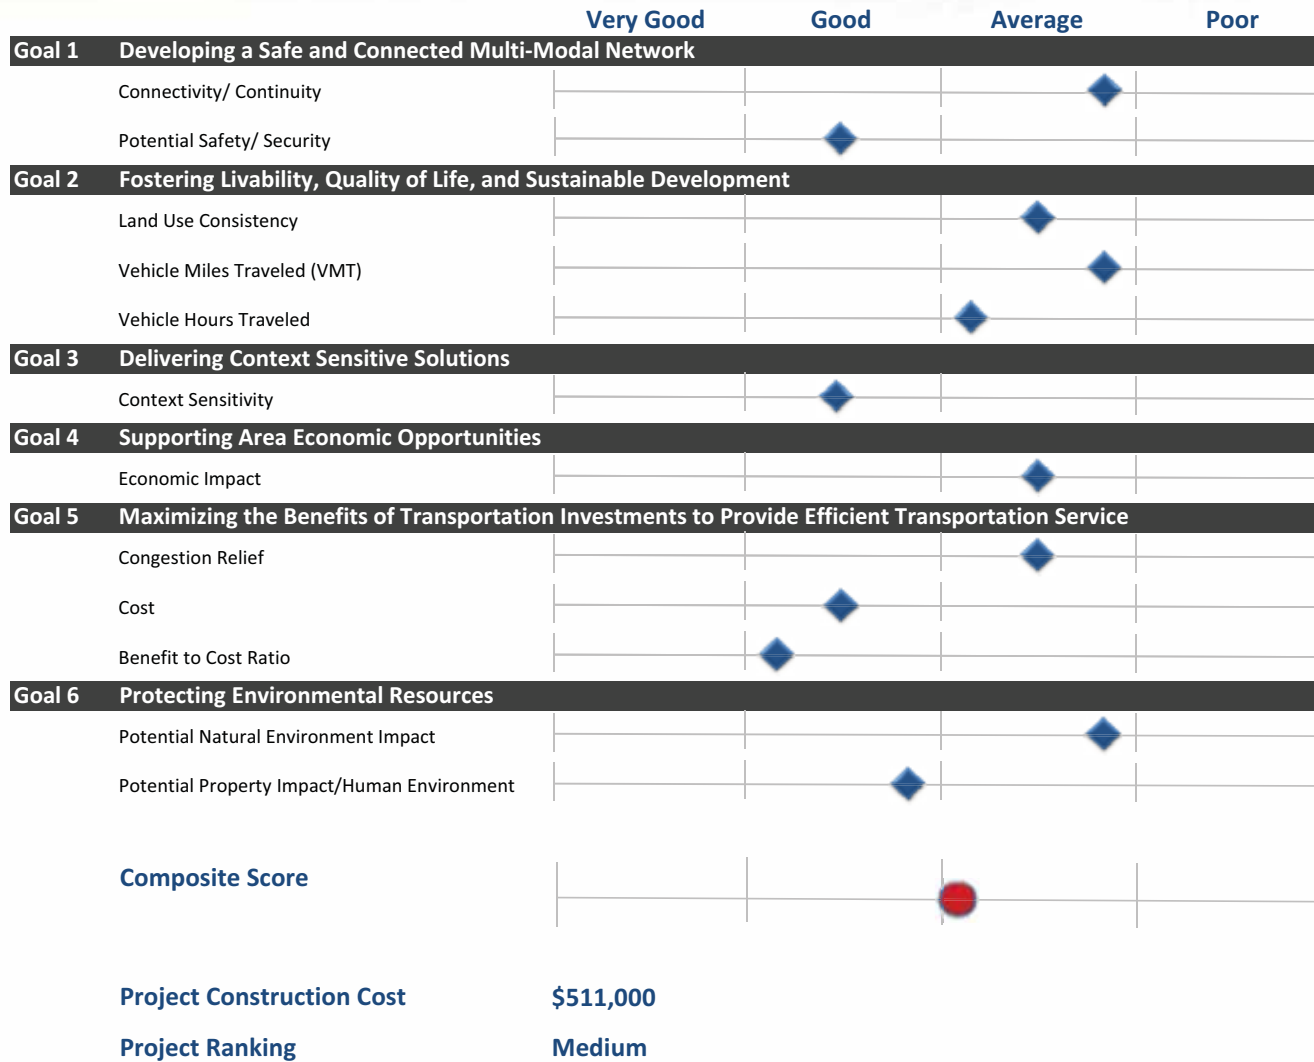 Very Good Good Average Poor
Goal 1 Developing a Safe and Connected Multi-Modal Network
Connectivity/ Continuity
Potential Safety/ Security
Goal 2 Fostering Livability, Quality of Life, and Sustainable Development
Land Use Consistency
Vehicle Miles Traveled (VMT)
Vehicle Hours Traveled
Goal 3 Delivering Context Sensitive Solutions
Context Sensitivity
Goal 4 Supporting Area Economic Opportunities
Economic Impact
Goal 5 Maximizing the Benefits of Transportation Investments to Provide Efficient Transportation Service
Congestion Relief
Cost
Benefit to Cost Ratio
Goal 6 Protecting Environmental Resources
Potential Natural Environment Impact
Potential Property Impact/Human Environment
Composite Score
Project Construction Cost $511,000
Project Ranking Medium